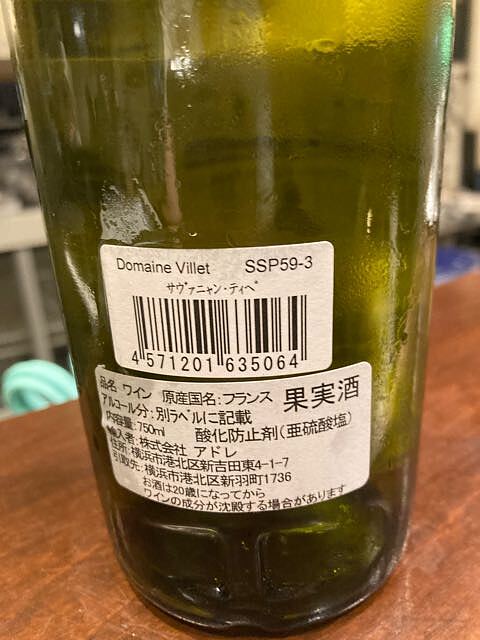 Domaine Villet SSP59-3
サヴァニャン・ティペ
4 571201 635064
品名:ワイン 原産国名:フランス 果実酒
アルコール分:別ラベルに記載
内容量:750ml 酸化防止剤(亜硫酸塩)
輸入者:株式会社 アドレ
住所:横浜市港北区新吉田東4-1-7
引取先:横浜市港北区新羽町1736
お酒は20歳になってから
ワインの成分が沈殿する場合があります